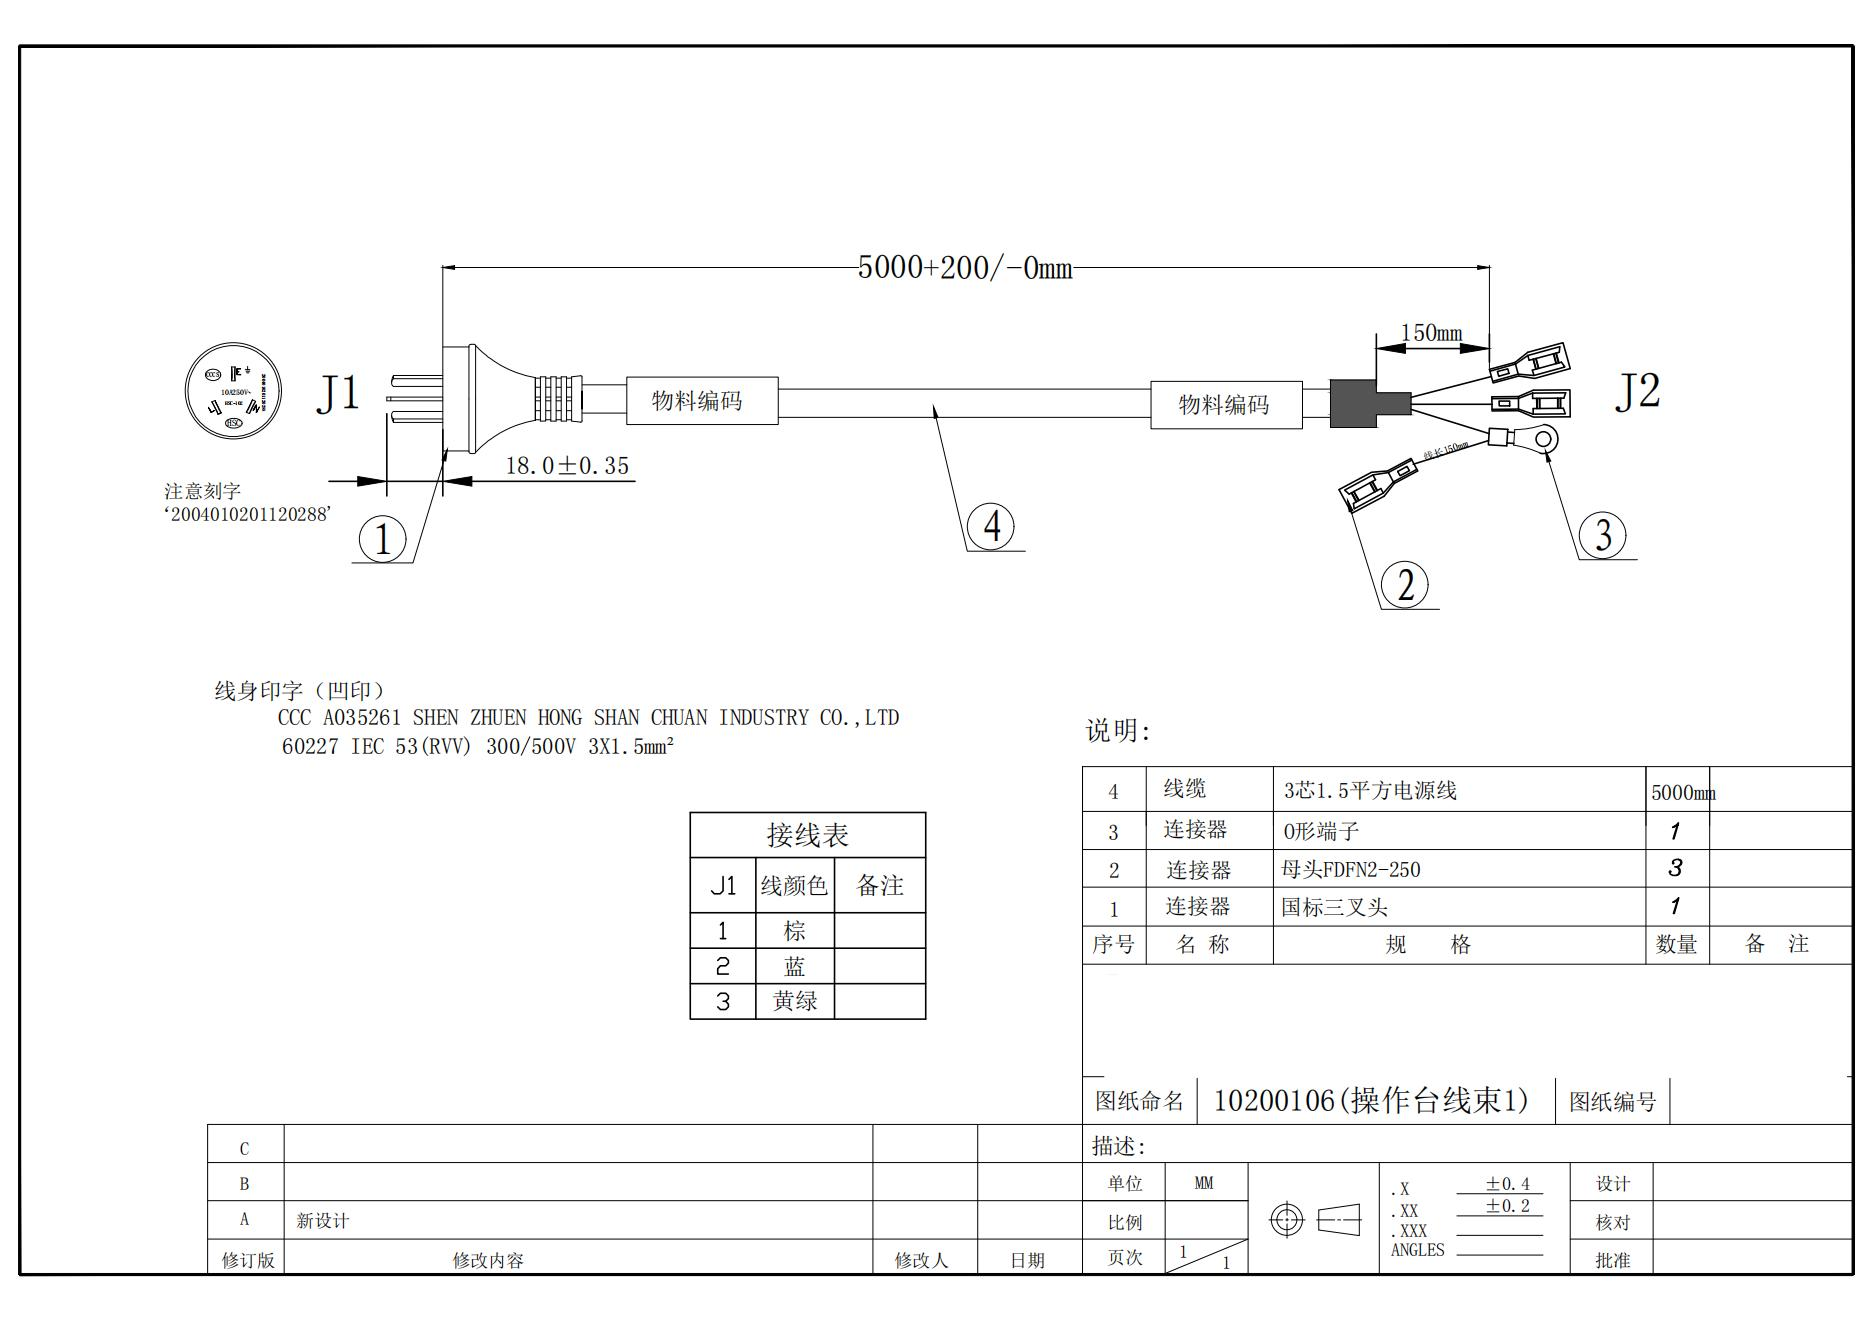 5000+200/-0mm
150mm
J1
物料编码
物料编码
J2
10A250V~
HSC
线长150mm
18.0±0.35
注意刻字
‘2004010201120288’
1
4
3
2
线身印字（凹印）
CCC A035261 SHEN ZHUEN HONG SHAN CHUAN INDUSTRY CO.,LTD
60227 IEC 53(RVV) 300/500V 3X1.5mm²
说明:
4 线缆 3芯1.5平方电源线 5000mm
3 连接器 O形端子 1
2 连接器 母头FDFN2-250 3
1 连接器 国标三叉头 1
序号 名 称 规 格 数量 备 注
接线表
J1 线颜色 备注
1 棕
2 蓝
3 黄绿
图纸命名 10200106(操作台线束1) 图纸编号
C 描述:
B 单位 MM .X ±0.4 设计
.XX ±0.2
A 新设计 比例 .XXX 核对
修订版 修改内容 修改人 日期 页次 1 1 ANGLES 批准